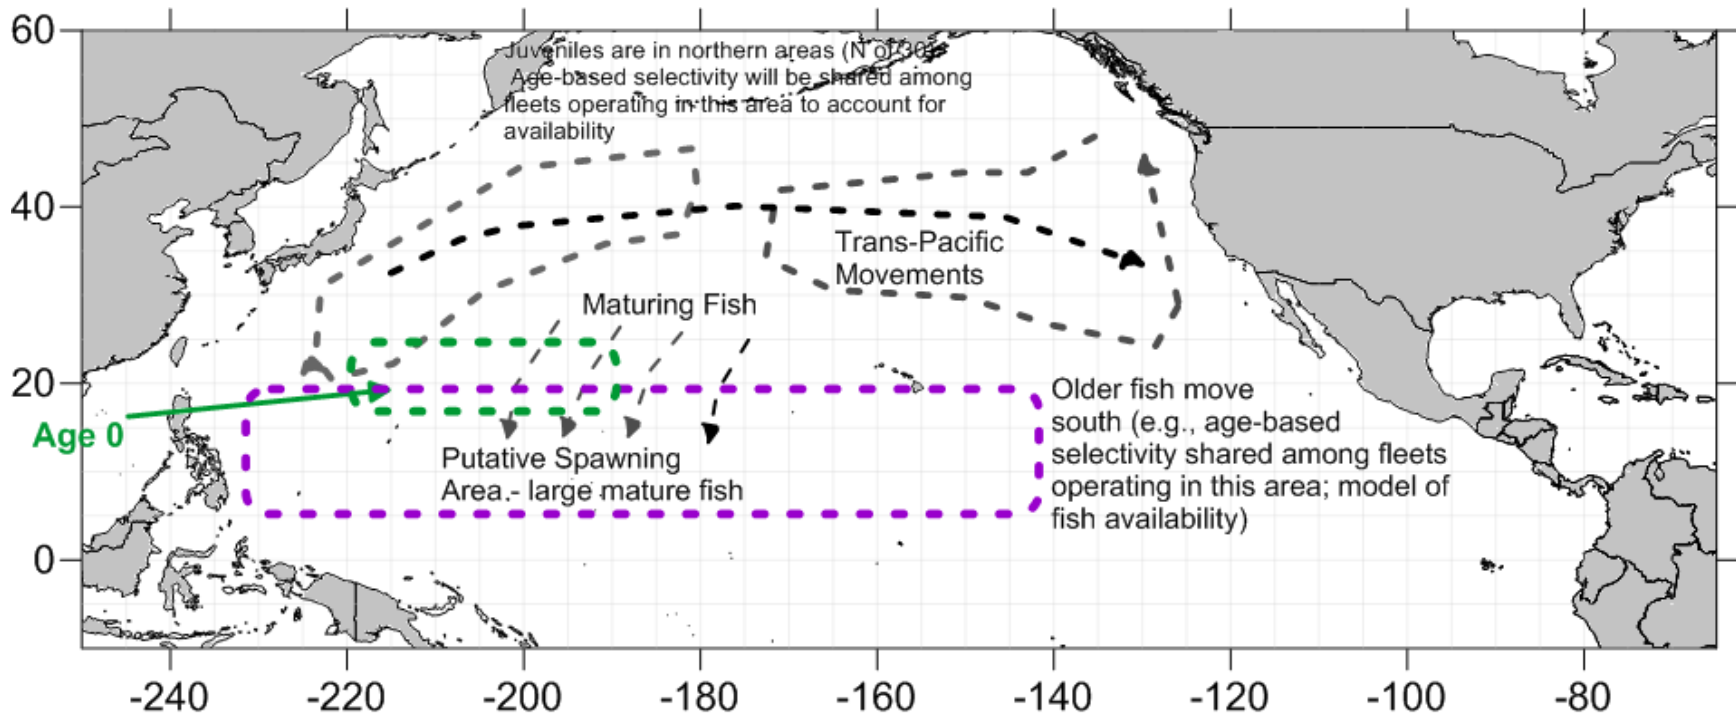 60
Juveniles are in northern areas (N of 30).
Age-based selectivity will be shared among
fleets operating in this area to account for
availability
40
Trans-Pacific
Movements
Maturing Fish
20
Older fish move
south (e.g., age-based
selectivity shared among fleets
operating in this area; model of
fish availability)
Age 0
Putative Spawning
Area - large mature fish
0
-240 -220 -200 -180 -160 -140 -120 -100 -80